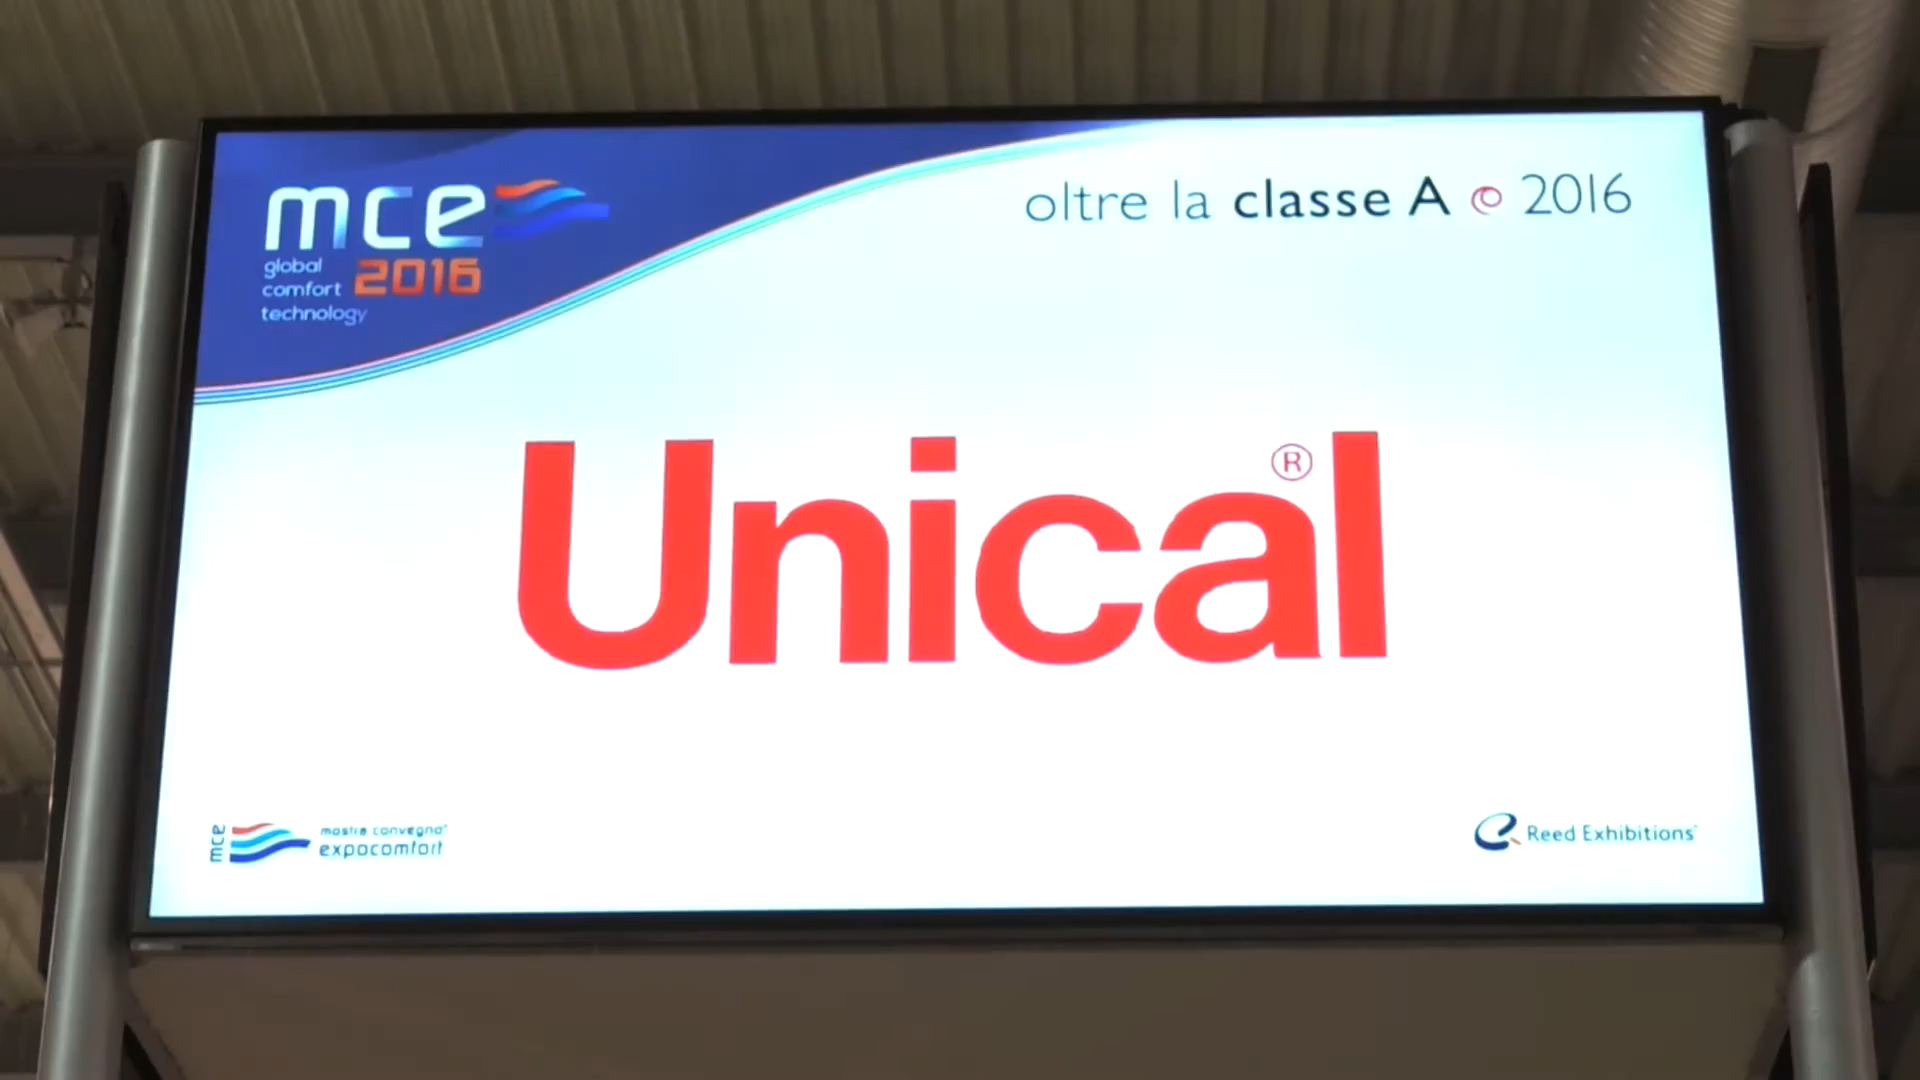 mce
global
comfort 2016
technology
oltre la classe A 2016
Unical®
mce
mostra convegno
expocomfort
Reed Exhibitions